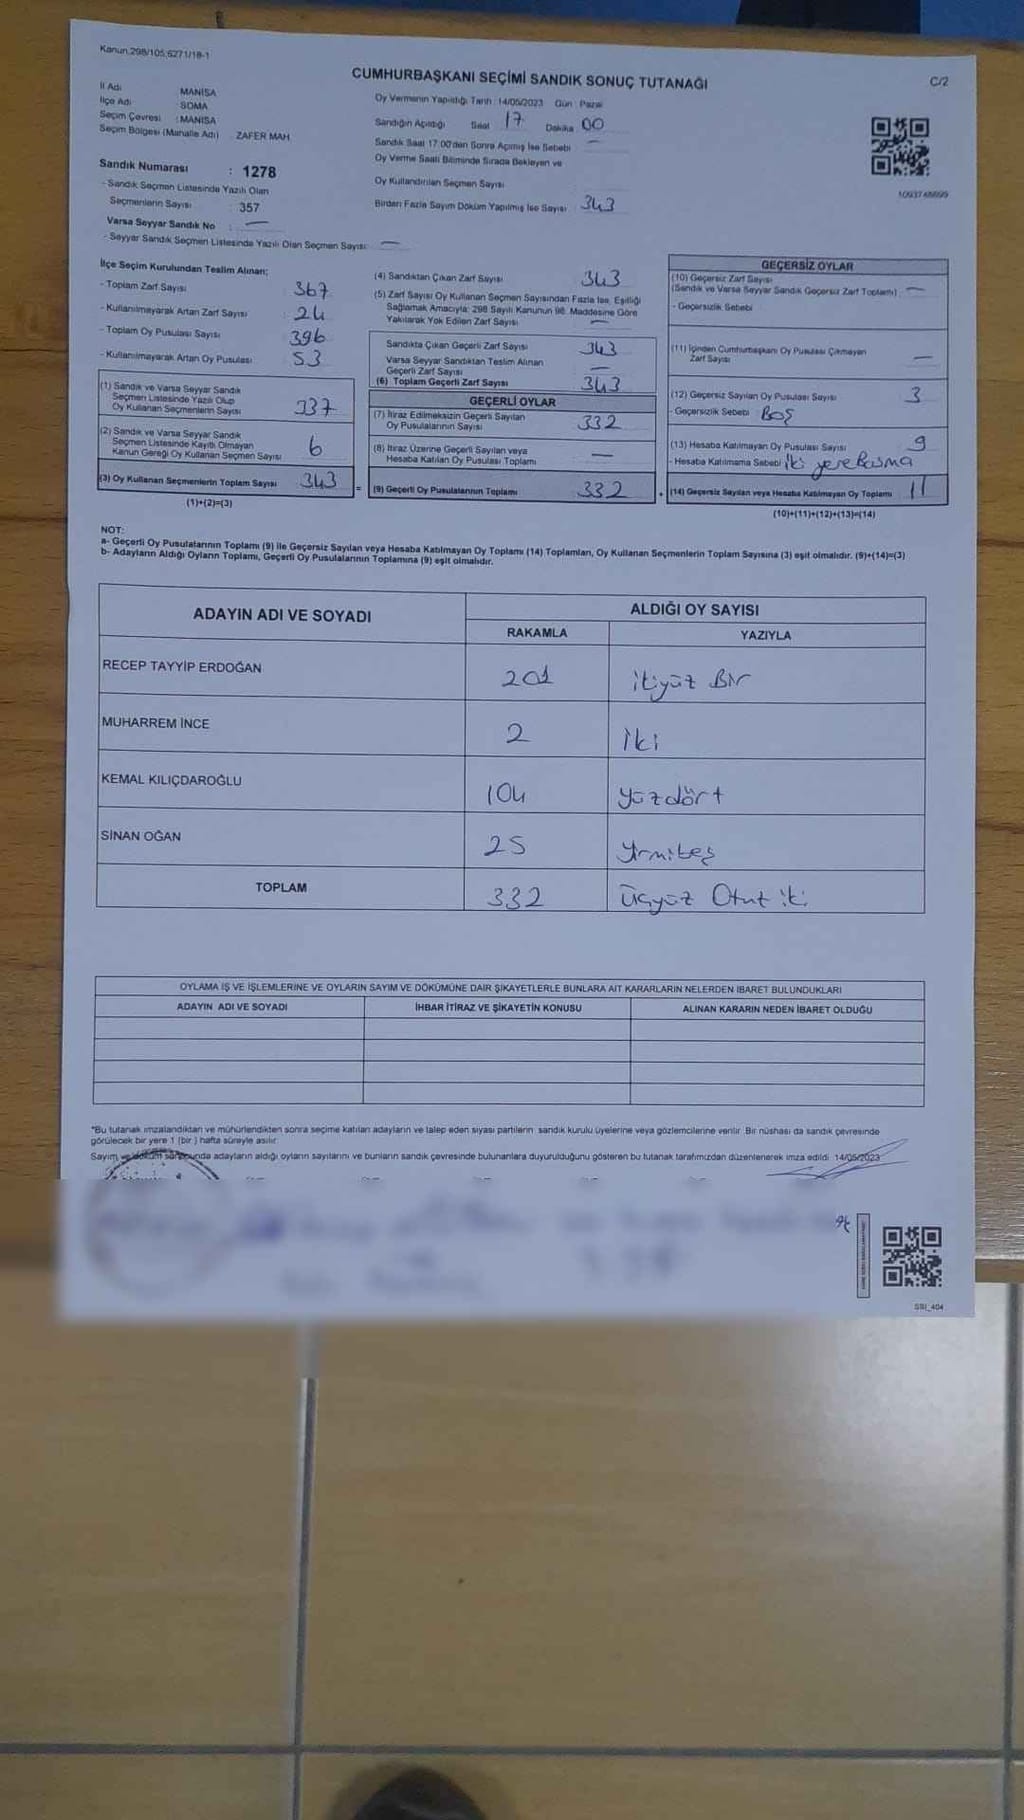 Kanun,298/105;6271/18-1
CUMHURBAŞKANI SEÇİMİ SANDIK SONUÇ TUTANAĞI
C/2
İl Adı MANİSA
İlçe Adı SOMA
Seçim Çevresi : MANİSA
Seçim Bölgesi (Mahalle Adı) ZAFER MAH.
Oy Vermenin Yapıldığı Tarih 14/05/2023 Gün Pazar
Sandığın Açıldığı Saat 17 Dakika 00
Sandık Saat 17.00'den Sonra Açılmış İse Sebebi —
Oy Verme Saati Bitiminde Sırada Bekleyen ve
Oy Kullandırılan Seçmen Sayısı
Birden Fazla Sayım Döküm Yapılmış İse Sayısı 343
1093748699
Sandık Numarası : 1278
- Sandık Seçmen Listesinde Yazılı Olan
Seçmenlerin Sayısı 357
Varsa Seyyar Sandık No —
- Seyyar Sandık Seçmen Listesinde Yazılı Olan Seçmen Sayısı: —
İlçe Seçim Kurulundan Teslim Alınan;
- Toplam Zarf Sayısı 367
- Kullanılmayarak Artan Zarf Sayısı 24
- Toplam Oy Pusulası Sayısı 396
- Kullanılmayarak Artan Oy Pusulası 53
(1) Sandık ve Varsa Seyyar Sandık
Seçmen Listesinde Yazılı Olup
Oy Kullanan Seçmenlerin Sayısı 337
(2) Sandık ve Varsa Seyyar Sandık
Seçmen Listesinde Kayıtlı Olmayan
Kanun Gereği Oy Kullanan Seçmen Sayısı 6
(3) Oy Kullanan Seçmenlerin Toplam Sayısı 343
(1)+(2)=(3)
(4) Sandıktan Çıkan Zarf Sayısı 343
(5) Zarf Sayısı Oy Kullanan Seçmen Sayısından Fazla İse, Eşitliği
Sağlamak Amacıyla; 298 Sayılı Kanunun 98. Maddesine Göre
Yakılarak Yok Edilen Zarf Sayısı —
Sandıkta Çıkan Geçerli Zarf Sayısı 343
Varsa Seyyar Sandıktan Teslim Alınan
Geçerli Zarf Sayısı —
(6) Toplam Geçerli Zarf Sayısı 343
GEÇERLİ OYLAR
(7) İtiraz Edilmeksizin Geçerli Sayılan
Oy Pusulalarının Sayısı 332
(8) İtiraz Üzerine Geçerli Sayılan veya
Hesaba Katılan Oy Pusulası Toplamı —
= (9) Geçerli Oy Pusulalarının Toplamı 332
GEÇERSİZ OYLAR
(10) Geçersiz Zarf Sayısı
(Sandık ve Varsa Seyyar Sandık Geçersiz Zarf Toplamı) —
- Geçersizlik Sebebi
(11) İçinden Cumhurbaşkanı Oy Pusulası Çıkmayan
Zarf Sayısı —
(12) Geçersiz Sayılan Oy Pusulası Sayısı 3
- Geçersizlik Sebebi BOŞ
(13) Hesaba Katılmayan Oy Pusulası Sayısı 9
- Hesaba Katılmama Sebebi İki yere Basma
+ (14) Geçersiz Sayılan veya Hesaba Katılmayan Oy Toplamı 11
(10)+(11)+(12)+(13)=(14)
NOT:
a- Geçerli Oy Pusulalarının Toplamı (9) ile Geçersiz Sayılan veya Hesaba Katılmayan Oy Toplamı (14) Toplamları, Oy Kullanan Seçmenlerin Toplam Sayısına (3) eşit olmalıdır. (9)+(14)=(3)
b- Adayların Aldığı Oyların Toplamı, Geçerli Oy Pusulalarının Toplamına (9) eşit olmalıdır.
ADAYIN ADI VE SOYADI
ALDIĞI OY SAYISI
RAKAMLA YAZIYLA
RECEP TAYYİP ERDOĞAN 201 ikiyüz Bir
MUHARREM İNCE 2 İki
KEMAL KILIÇDAROĞLU 104 Yüzdört
SİNAN OĞAN 25 Yirmibeş
TOPLAM 332 Üçyüz Otuz iki
OYLAMA İŞ VE İŞLEMLERİNE VE OYLARIN SAYIM VE DÖKÜMÜNE DAİR ŞİKAYETLERLE BUNLARA AİT KARARLARIN NELERDEN İBARET BULUNDUKLARI
ADAYIN ADI VE SOYADI İHBAR İTİRAZ VE ŞİKAYETİN KONUSU ALINAN KARARIN NEDEN İBARET OLDUĞU
*Bu tutanak imzalandıktan ve mühürlendikten sonra seçime katılan adayların ve talep eden siyasi partilerin sandık kurulu üyelerine veya gözlemcilerine verilir. Bir nüshası da sandık çevresinde
görülecek bir yere 1 (bir ) hafta süreyle asılır.
Sayım ve döküm sonucunda adayların aldığı oyların sayılarını ve bunların sandık çevresinde bulunanlara duyurulduğunu gösteren bu tutanak tarafımızdan düzenlenerek imza edildi. 14/05/2023
SSI_404